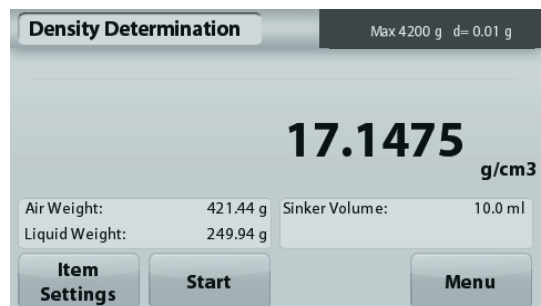 Density Determination
Max 4200 g d= 0.01 g
17.1475
g/cm3
Air Weight: 421.44 g
Liquid Weight: 249.94 g
Sinker Volume: 10.0 ml
Item
Settings
Start
Menu